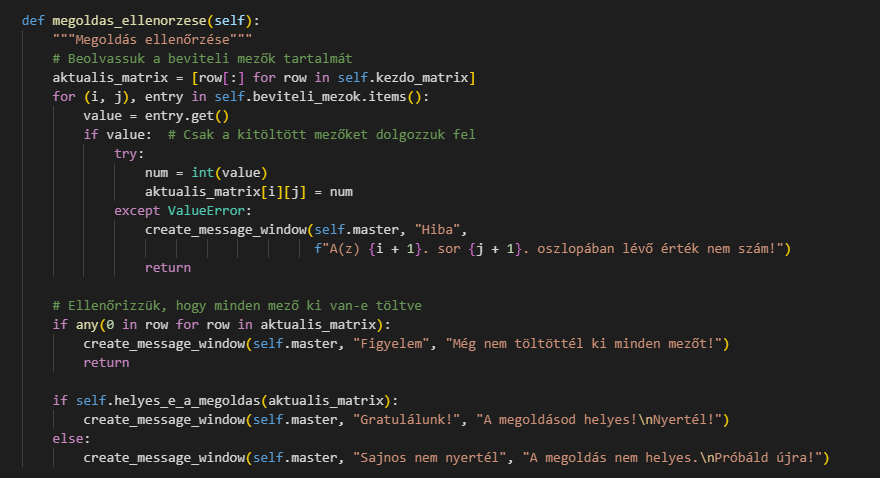 def megoldas_ellenorzese(self):
    """Megoldás ellenőrzése"""
    # Beolvassuk a beviteli mezők tartalmát
    aktualis_matrix = [row[:] for row in self.kezdo_matrix]
    for (i, j), entry in self.beviteli_mezok.items():
        value = entry.get()
        if value:  # Csak a kitöltött mezőket dolgozzuk fel
            try:
                num = int(value)
                aktualis_matrix[i][j] = num
            except ValueError:
                create_message_window(self.master, "Hiba",
                                      f"A(z) {i + 1}. sor {j + 1}. oszlopában lévő érték nem szám!")
                return

    # Ellenőrizzük, hogy minden mező ki van-e töltve
    if any(0 in row for row in aktualis_matrix):
        create_message_window(self.master, "Figyelem", "Még nem töltöttél ki minden mezőt!")
        return

    if self.helyes_e_a_megoldas(aktualis_matrix):
        create_message_window(self.master, "Gratulálunk!", "A megoldásod helyes!\nNyertél!")
    else:
        create_message_window(self.master, "Sajnos nem nyertél", "A megoldás nem helyes.\nPróbáld újra!")